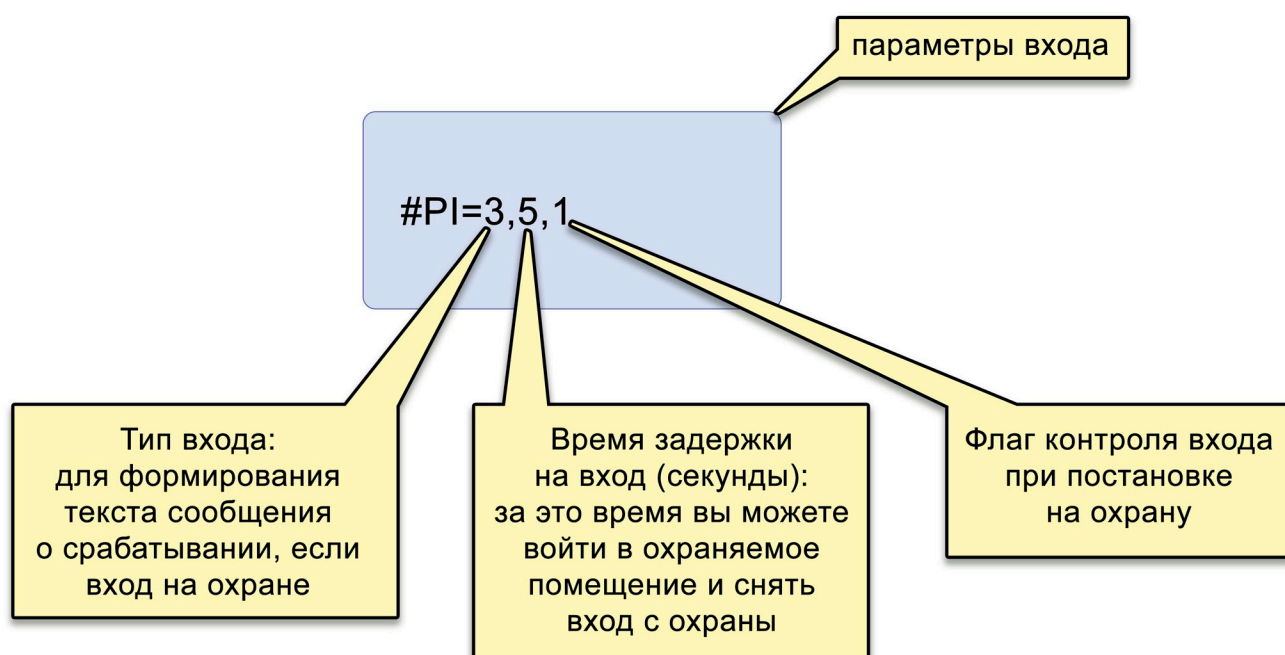 параметры входа
#PI=3,5,1
Тип входа:
для формирования
текста сообщения
о срабатывании, если
вход на охране
Время задержки
на вход (секунды):
за это время вы можете
войти в охраняемое
помещение и снять
вход с охраны
Флаг контроля входа
при постановке
на охрану